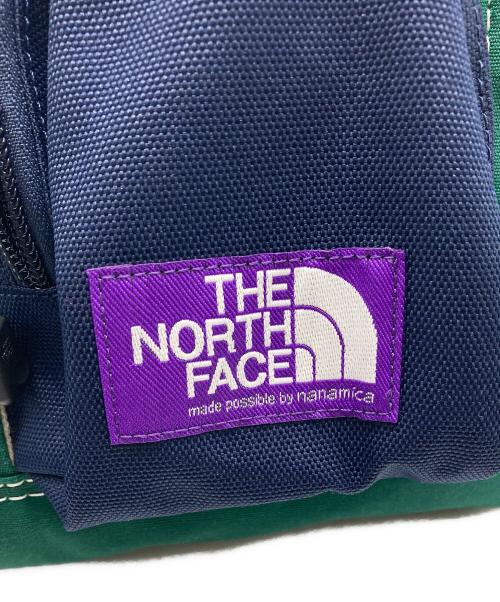 THE
NORTH
FACE
made possible by nanamica